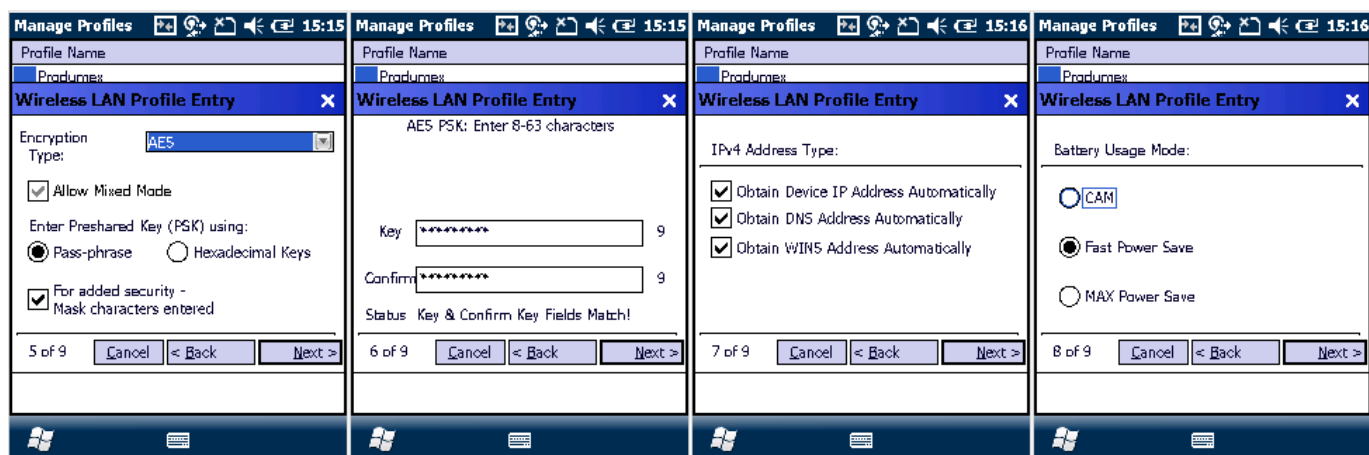 Manage Profiles 15:15
Profile Name
Produmex
Wireless LAN Profile Entry X
Encryption
Type:
AES
Allow Mixed Mode
Enter Preshared Key (PSK) using:
Pass-phrase Hexadecimal Keys
For added security -
Mask characters entered
5 of 9 Cancel < Back Next >
Manage Profiles 15:15
Profile Name
Produmex
Wireless LAN Profile Entry X
AES PSK: Enter 8-63 characters
Key ********* 9
Confirm ********* 9
Status Key & Confirm Key Fields Match!
6 of 9 Cancel < Back Next >
Manage Profiles 15:16
Profile Name
Produmex
Wireless LAN Profile Entry X
IPv4 Address Type:
Obtain Device IP Address Automatically
Obtain DNS Address Automatically
Obtain WINS Address Automatically
7 of 9 Cancel < Back Next >
Manage Profiles 15:16
Profile Name
Produmex
Wireless LAN Profile Entry X
Battery Usage Mode:
CAM
Fast Power Save
MAX Power Save
8 of 9 Cancel < Back Next >